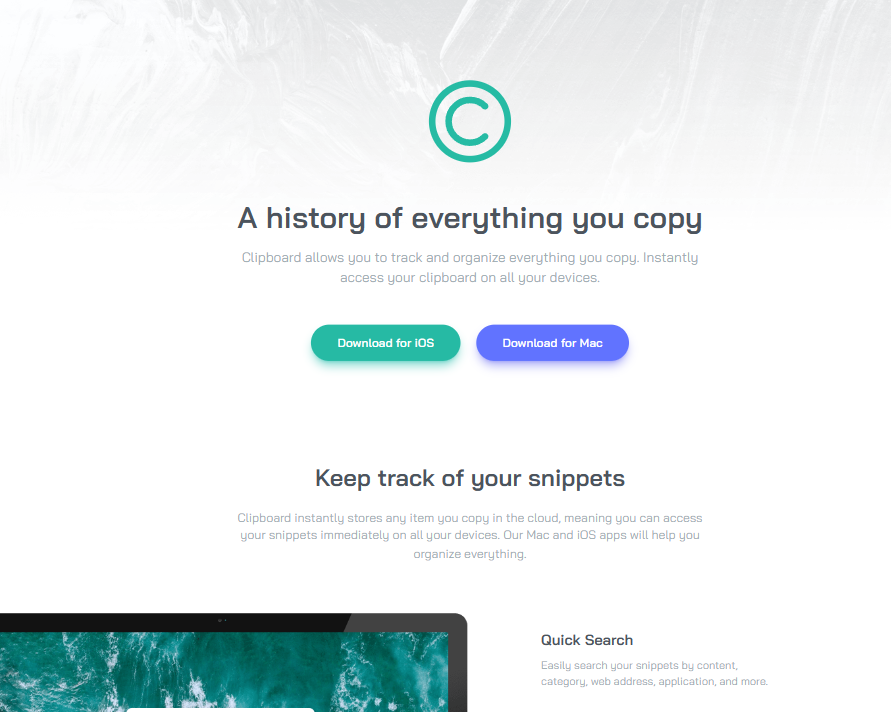 C
A history of everything you copy
Clipboard allows you to track and organize everything you copy. Instantly
access your clipboard on all your devices.
Download for iOS
Download for Mac
Keep track of your snippets
Clipboard instantly stores any item you copy in the cloud, meaning you can access
your snippets immediately on all your devices. Our Mac and iOS apps will help you
organize everything.
Quick Search
Easily search your snippets by content,
category, web address, application, and more.